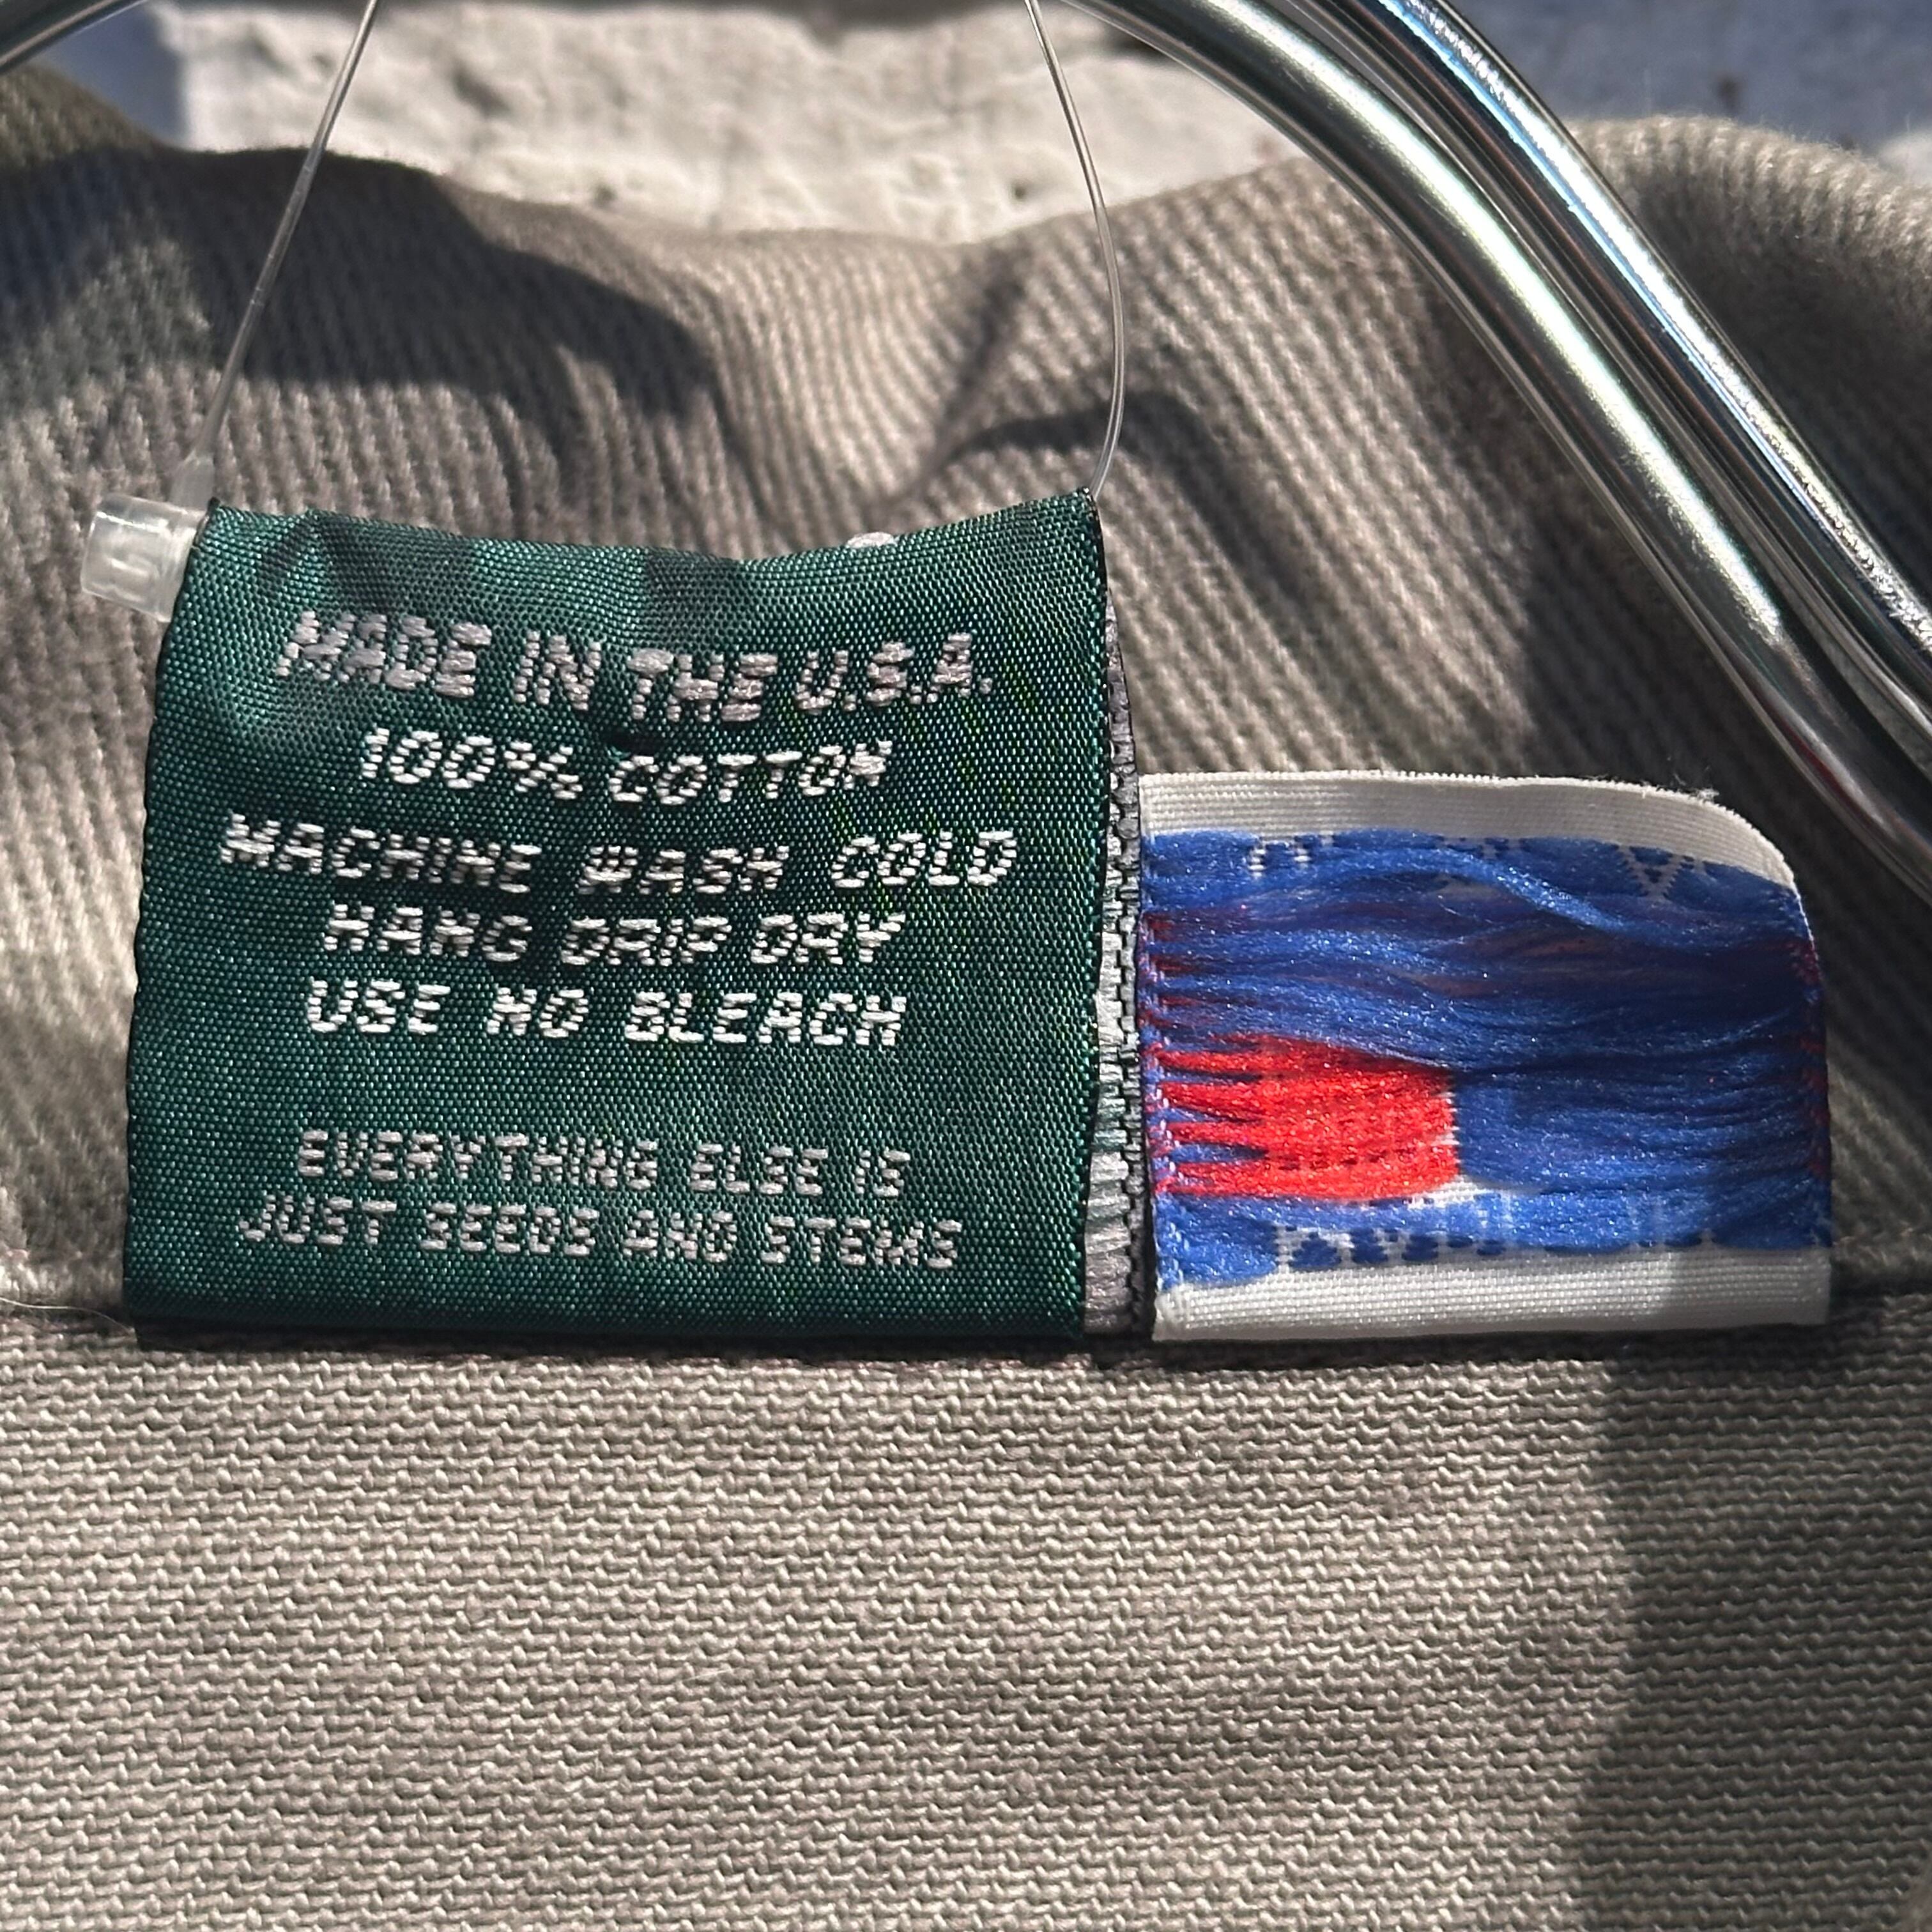 MADE IN THE U.S.A.
100% COTTON
MACHINE WASH COLD
HANG DRIP DRY
USE NO BLEACH
EVERYTHING ELSE IS
JUST SEEDS AND STEMS